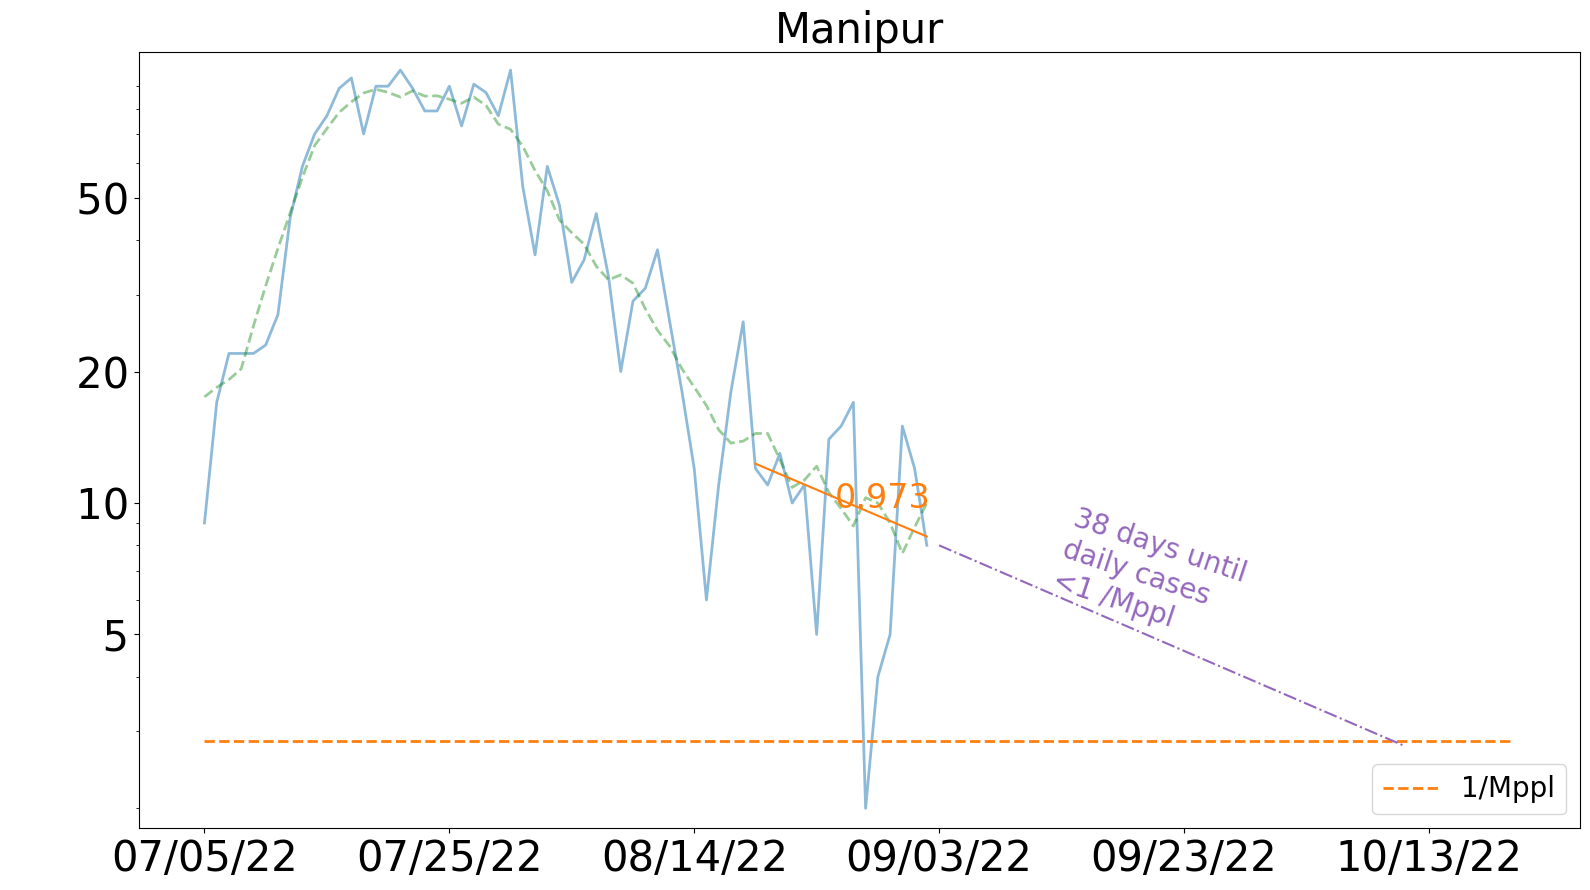 Manipur
50
20
10
5
0.973
38 days until
daily cases
<1 /Mppl
1/Mppl
07/05/22 07/25/22 08/14/22 09/03/22 09/23/22 10/13/22